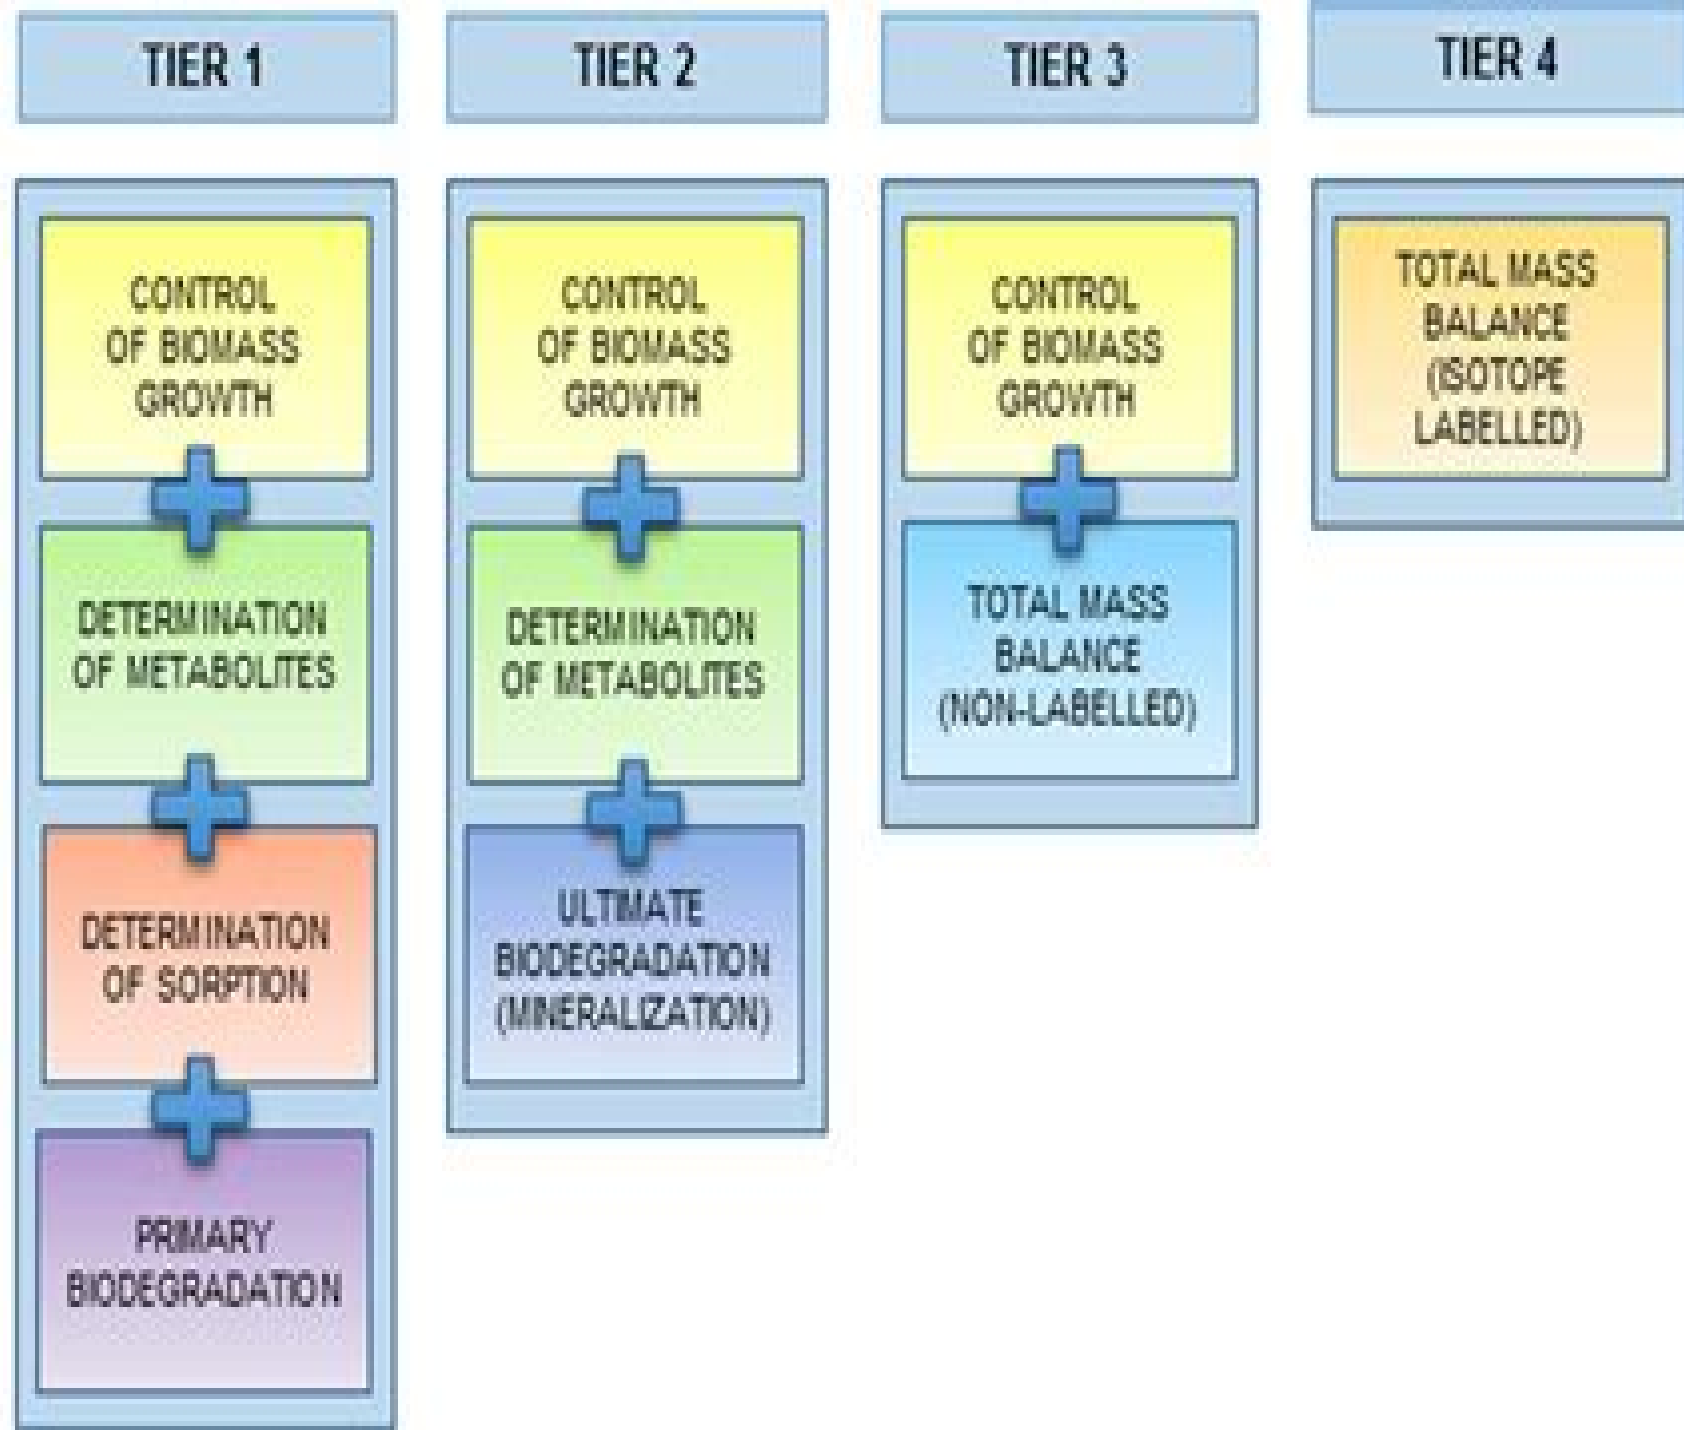 TIER 1
CONTROL
OF BIOMASS
GROWTH
DETERMINATION
OF METABOLITES
DETERMINATION
OF SORPTION
PRIMARY
BIODEGRADATION
TIER 2
CONTROL
OF BIOMASS
GROWTH
DETERMINATION
OF METABOLITES
ULTIMATE
BIODEGRADATION
(MINERALIZATION)
TIER 3
CONTROL
OF BIOMASS
GROWTH
TOTAL MASS
BALANCE
(NON-LABELLED)
TIER 4
TOTAL MASS
BALANCE
(ISOTOPE
LABELLED)